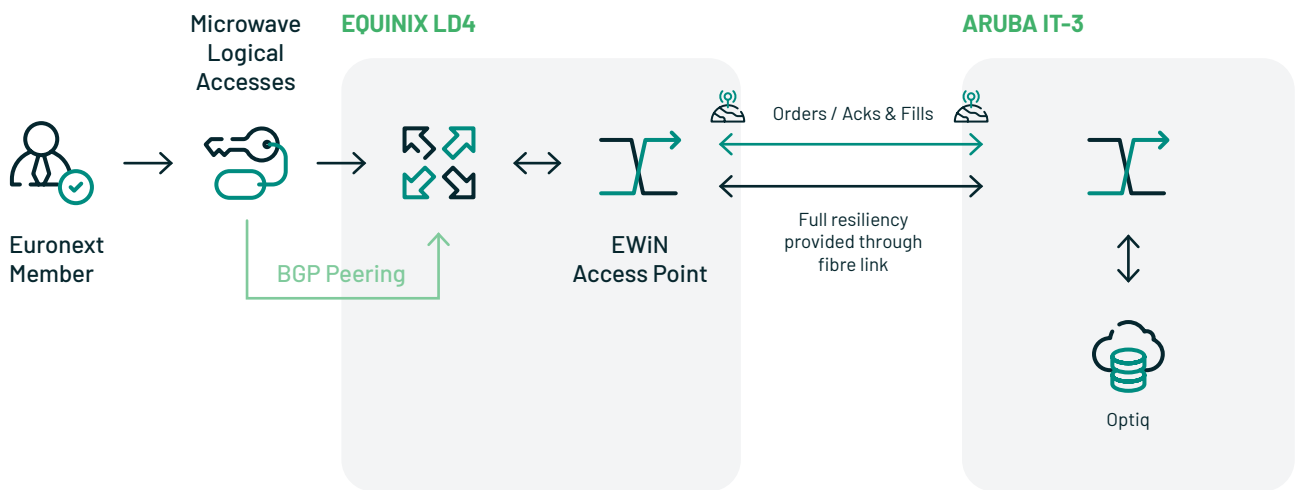 Microwave
Logical
Accesses
EQUINIX LD4
ARUBA IT-3
Orders / Acks & Fills
Euronext
Member
BGP Peering
EWiN
Access Point
Full resiliency
provided through
fibre link
Optiq